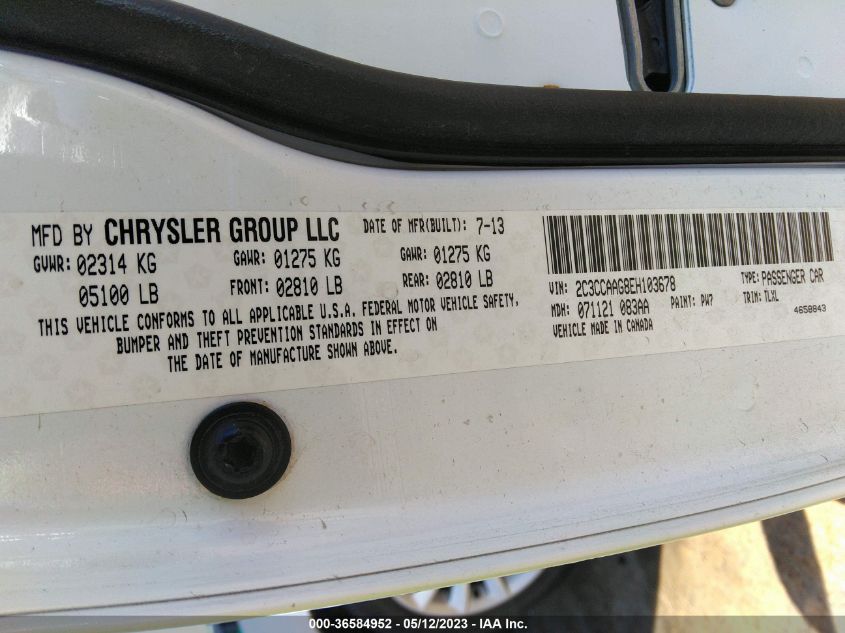 MFD BY CHRYSLER GROUP LLC
DATE OF MFR(BUILT): 7-13
GVWR: 02314 KG
GAWR: 01275 KG
GAWR: 01275 KG
05100 LB
FRONT: 02810 LB
REAR: 02810 LB
THIS VEHICLE CONFORMS TO ALL APPLICABLE U.S.A. FEDERAL MOTOR VEHICLE SAFETY,
BUMPER AND THEFT PREVENTION STANDARDS IN EFFECT ON
THE DATE OF MANUFACTURE SHOWN ABOVE.
VIN: 2C3CCAAG8EH103678
TYPE: PASSENGER CAR
MDH: 071121 083AA
PAINT: PW7
TRIM: TLXL
VEHICLE MADE IN CANADA
4658843
000-36584952 - 05/12/2023 - IAA Inc.